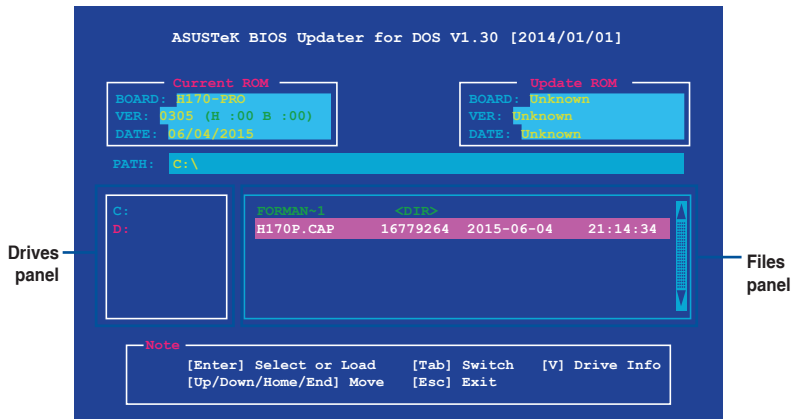 ASUSTeK BIOS Updater for DOS V1.30 [2014/01/01]
Current ROM
BOARD: H170-PRO
VER: 0305 (H :00 B :00)
DATE: 06/04/2015
Update ROM
BOARD: Unknown
VER: Unknown
DATE: Unknown
PATH: C:\
C:
D:
FORMAN~1 <DIR>
H170P.CAP 16779264 2015-06-04 21:14:34
Drives
panel
Files
panel
Note
[Enter] Select or Load [Tab] Switch [V] Drive Info
[Up/Down/Home/End] Move [Esc] Exit